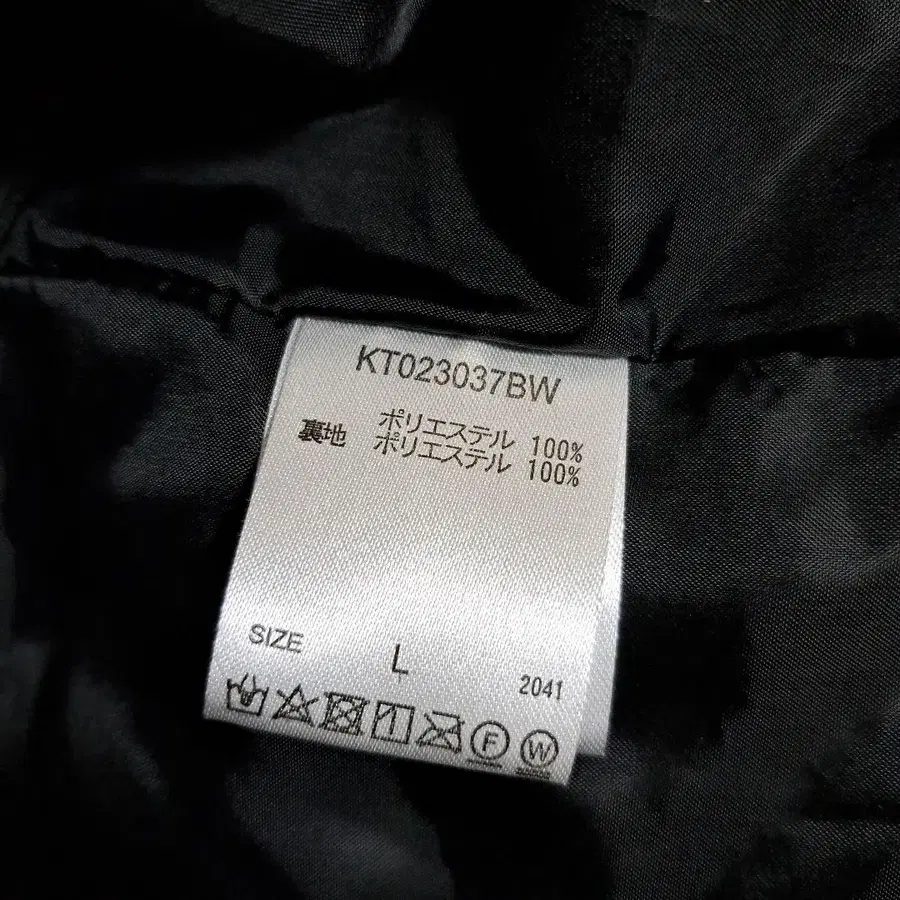 KT023037BW
ポリエステル 100%
裏地 ポリエステル 100%
SIZE L 2041
F W